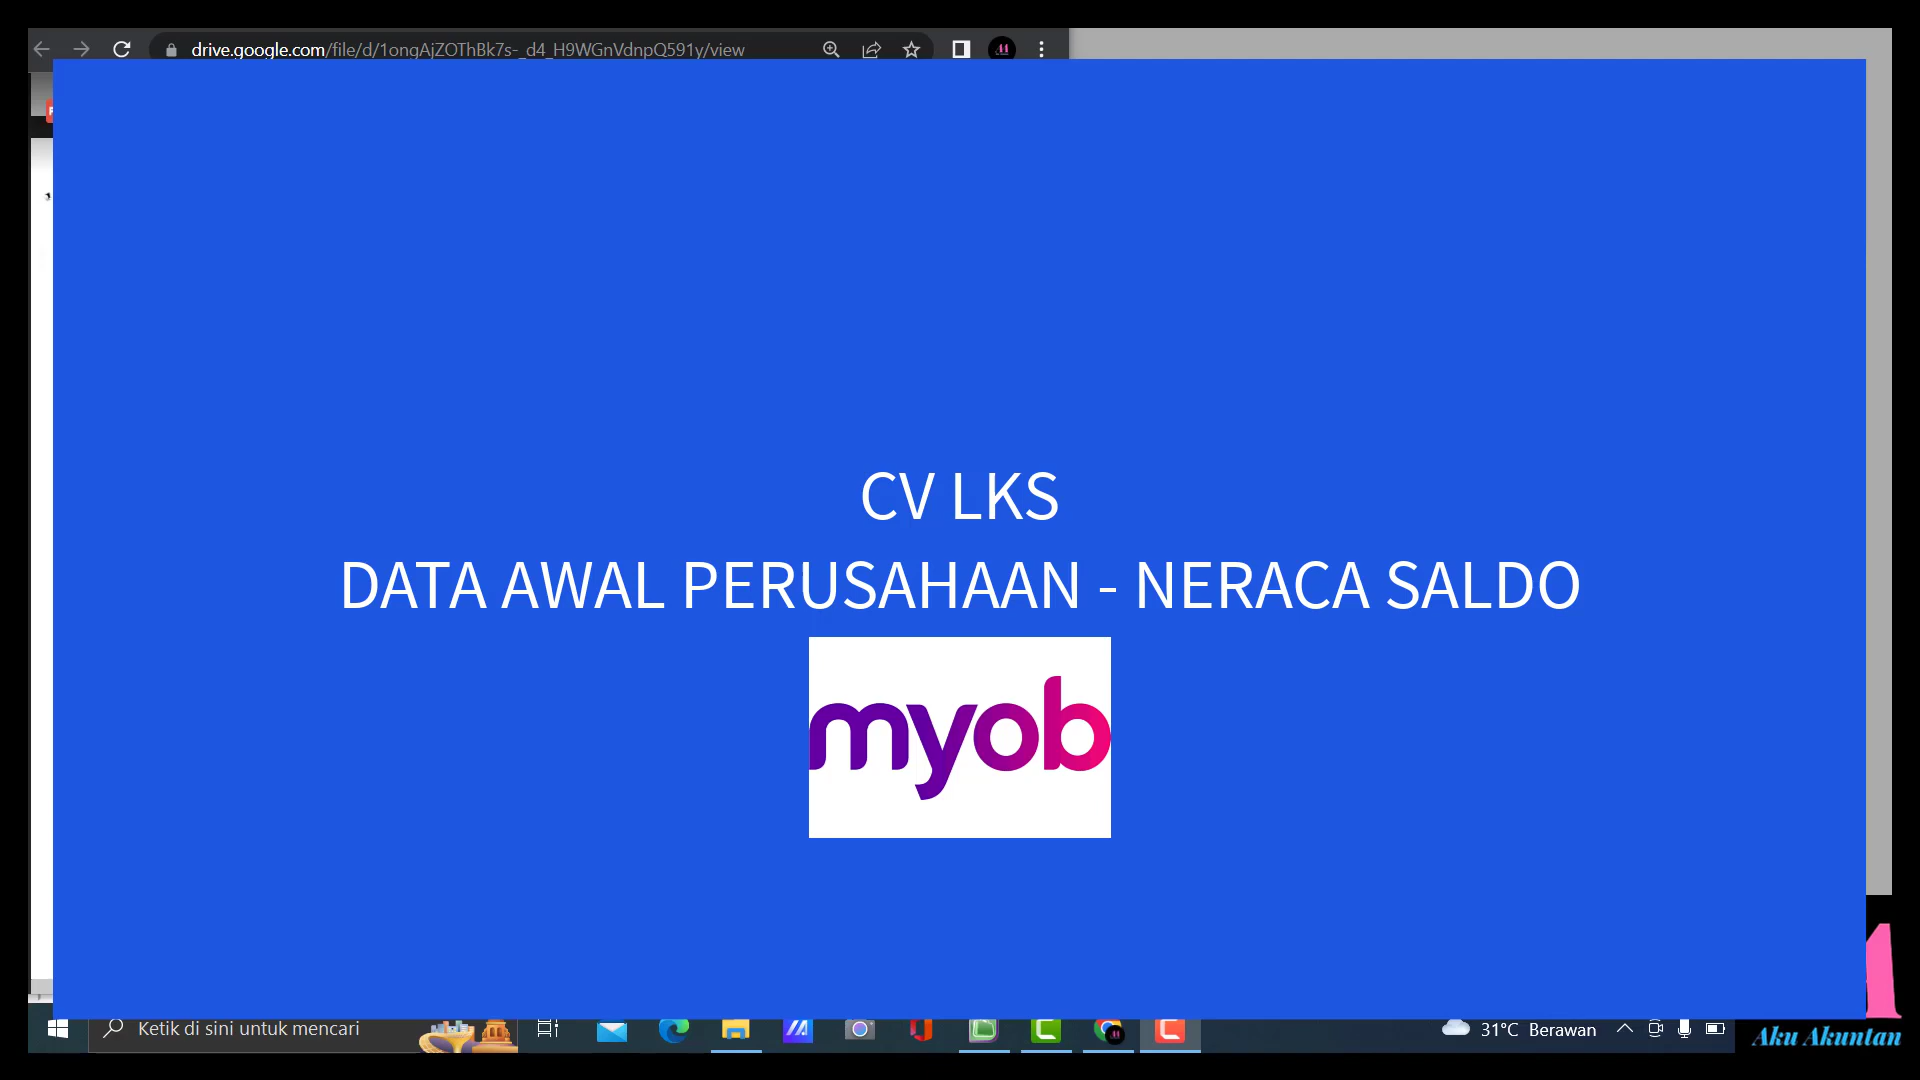 drive.google.com/file/d/1ongAjZOThBk7s-_d4_H9WGnVdnpQ591y/view
CV LKS
DATA AWAL PERUSAHAAN - NERACA SALDO
myob
Ketik di sini untuk mencari
31°C Berawan
Aku Akuntan